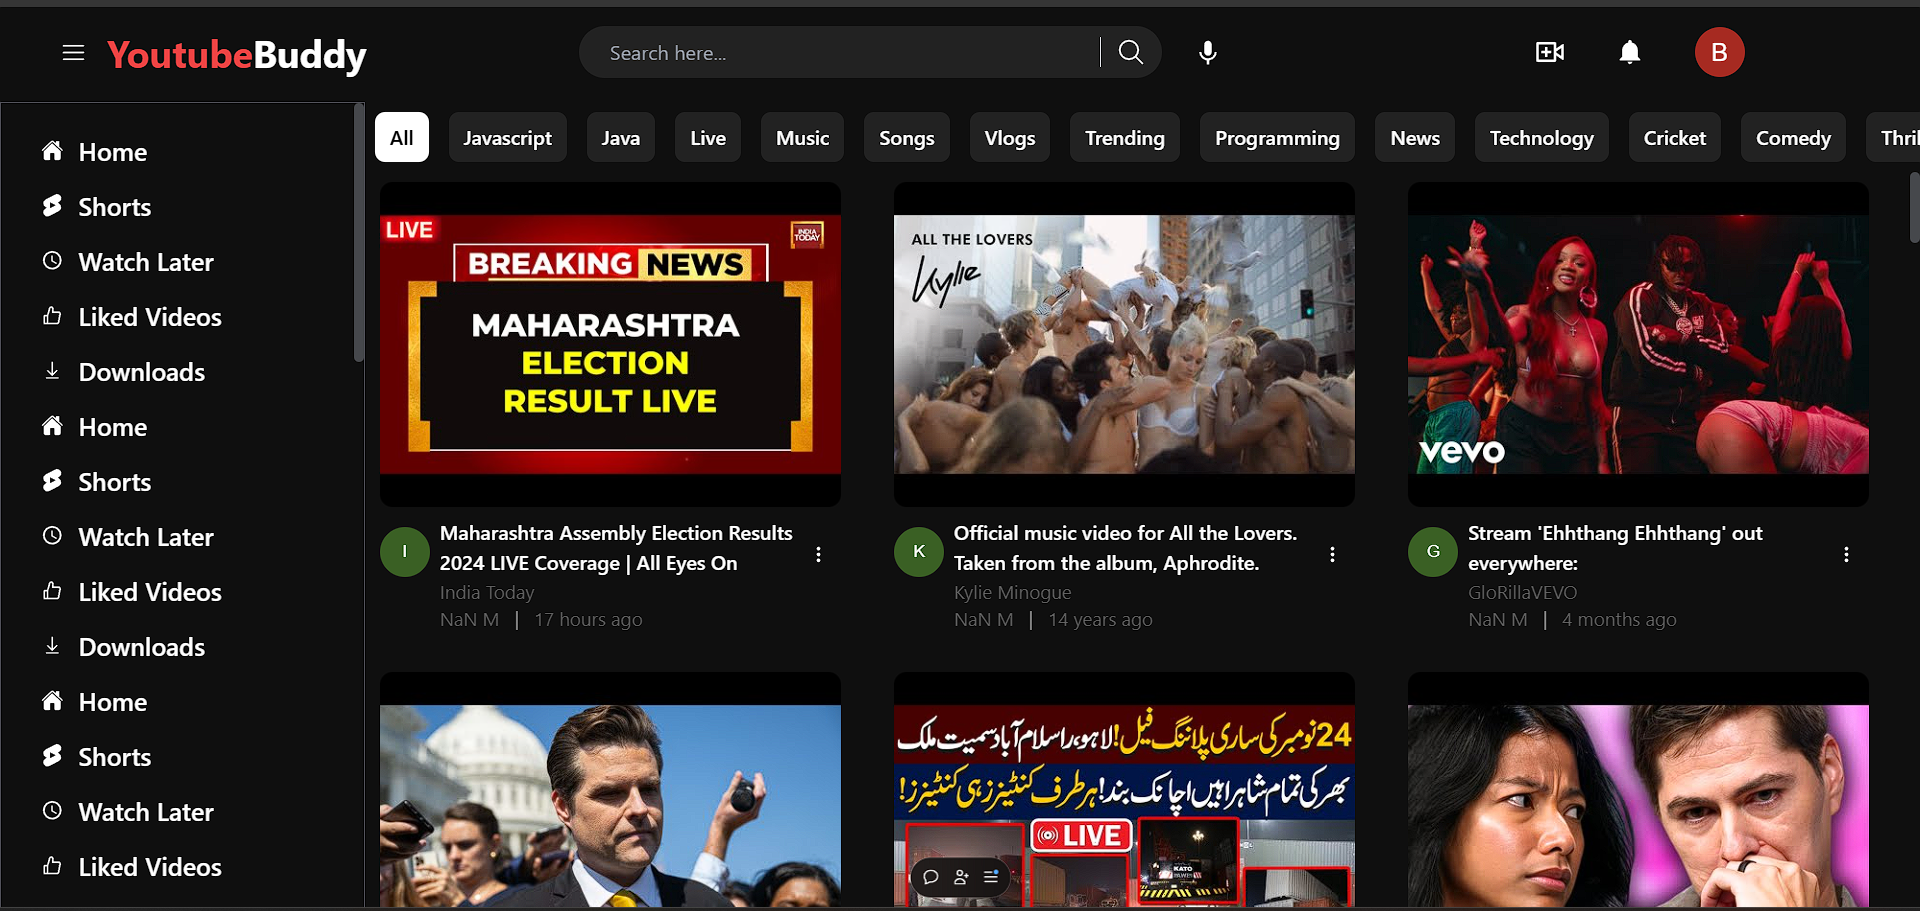 YoutubeBuddy
Search here...
B
Home
Shorts
Watch Later
Liked Videos
Downloads
Home
Shorts
Watch Later
Liked Videos
Downloads
Home
Shorts
Watch Later
Liked Videos
All Javascript Java Live Music Songs Vlogs Trending Programming News Technology Cricket Comedy Thril
LIVE
INDIA TODAY
BREAKING NEWS
MAHARASHTRA
ELECTION
RESULT LIVE
I
Maharashtra Assembly Election Results
2024 LIVE Coverage | All Eyes On
India Today
NaN M | 17 hours ago
ALL THE LOVERS
Kylie
K
Official music video for All the Lovers.
Taken from the album, Aphrodite.
Kylie Minogue
NaN M | 14 years ago
vevo
G
Stream 'Ehhthang Ehhthang' out
everywhere:
GloRillaVEVO
NaN M | 4 months ago
24 نومبر کی ساری پلاننگ فیل! لاہور، اسلام آباد سمیت ملک
بھر کی تمام شاہراہیں اچانک بند! ہر طرف کنٹینرز ہی کنٹینرز!
LIVE